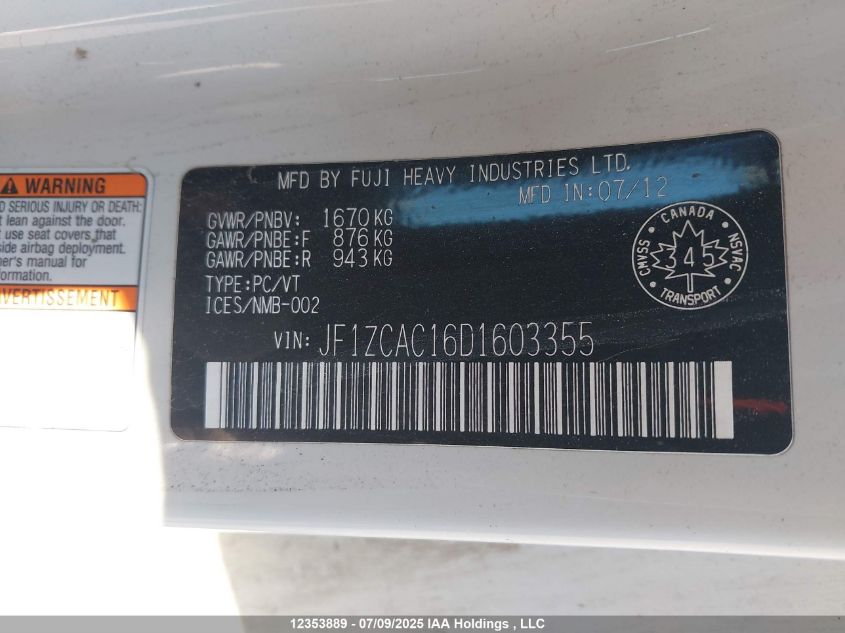 WARNING
D SERIOUS INJURY OR DEATH:
t lean against the door.
t use seat covers that
side airbag deployment.
ner's manual for
formation.
VERTISSEMENT
MFD BY FUJI HEAVY INDUSTRIES LTD.
MFD IN:07/12
GVWR/PNBV: 1670 KG
GAWR/PNBE:F 876 KG
GAWR/PNBE:R 943 KG
TYPE:PC/VT
ICES/NMB-002
CANADA
CMVSS 345 NSVAC
TRANSPORT
VIN: JF1ZCAC16D1603355
12353889 - 07/09/2025 IAA Holdings , LLC